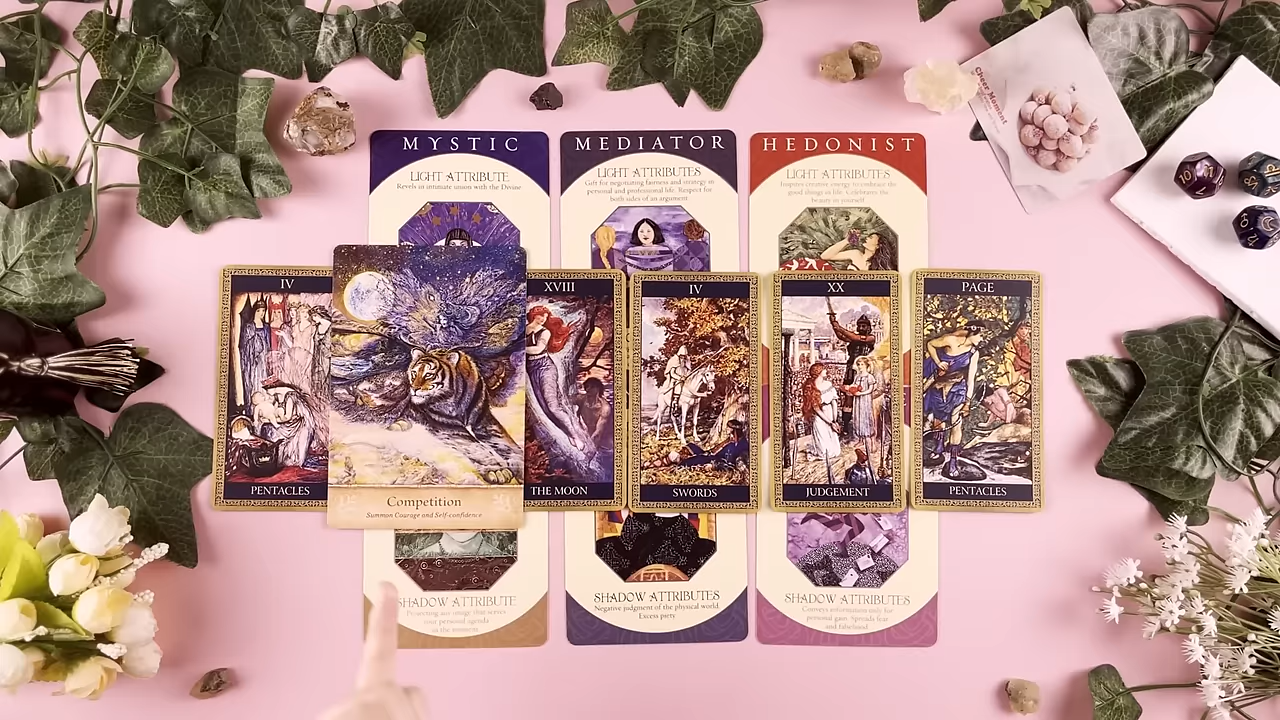 MYSTIC
LIGHT ATTRIBUTE
Revels in intimate union with the Divine
MEDIATOR
LIGHT ATTRIBUTES
Gift for negotiating fairness and strategy in
personal and professional life. Respect for
both sides of an argument
HEDONIST
LIGHT ATTRIBUTES
Inspires creative energy to embrace the
good things in life. Celebrates the
beauty in yourself
Cheer Moment
IV
PENTACLES
Competition
Summon Courage and Self-confidence
XVIII
THE MOON
IV
SWORDS
XX
JUDGEMENT
PAGE
PENTACLES
SHADOW ATTRIBUTE
Projecting any image that serves
your personal agenda
in the moment
SHADOW ATTRIBUTES
Negative judgment of the physical world
Excess piety
SHADOW ATTRIBUTES
Conveys information only for
personal gain. Spreads fear
and falsehood
10